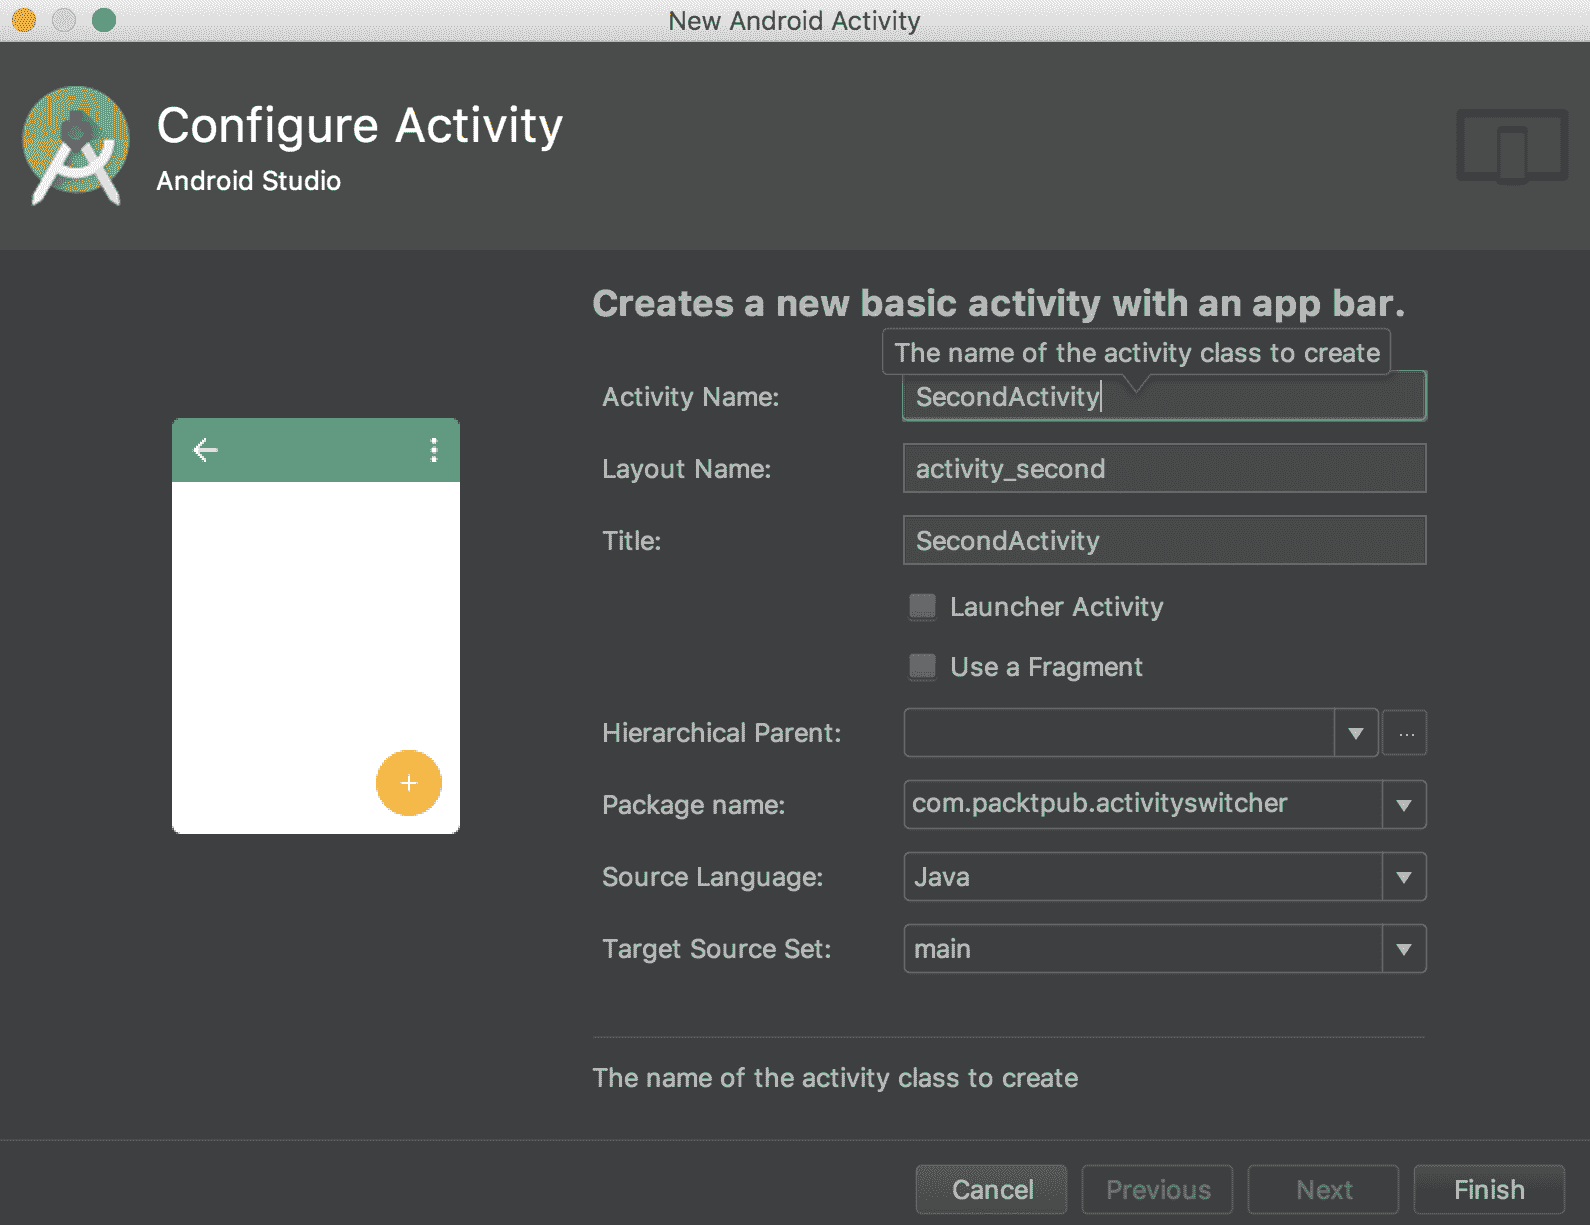 New Android Activity
Configure Activity
Android Studio
Creates a new basic activity with an app bar.
The name of the activity class to create
Activity Name: SecondActivity
Layout Name: activity_second
Title: SecondActivity
Launcher Activity
Use a Fragment
Hierarchical Parent: ...
Package name: com.packtpub.activityswitcher
Source Language: Java
Target Source Set: main
The name of the activity class to create
Cancel Previous Next Finish